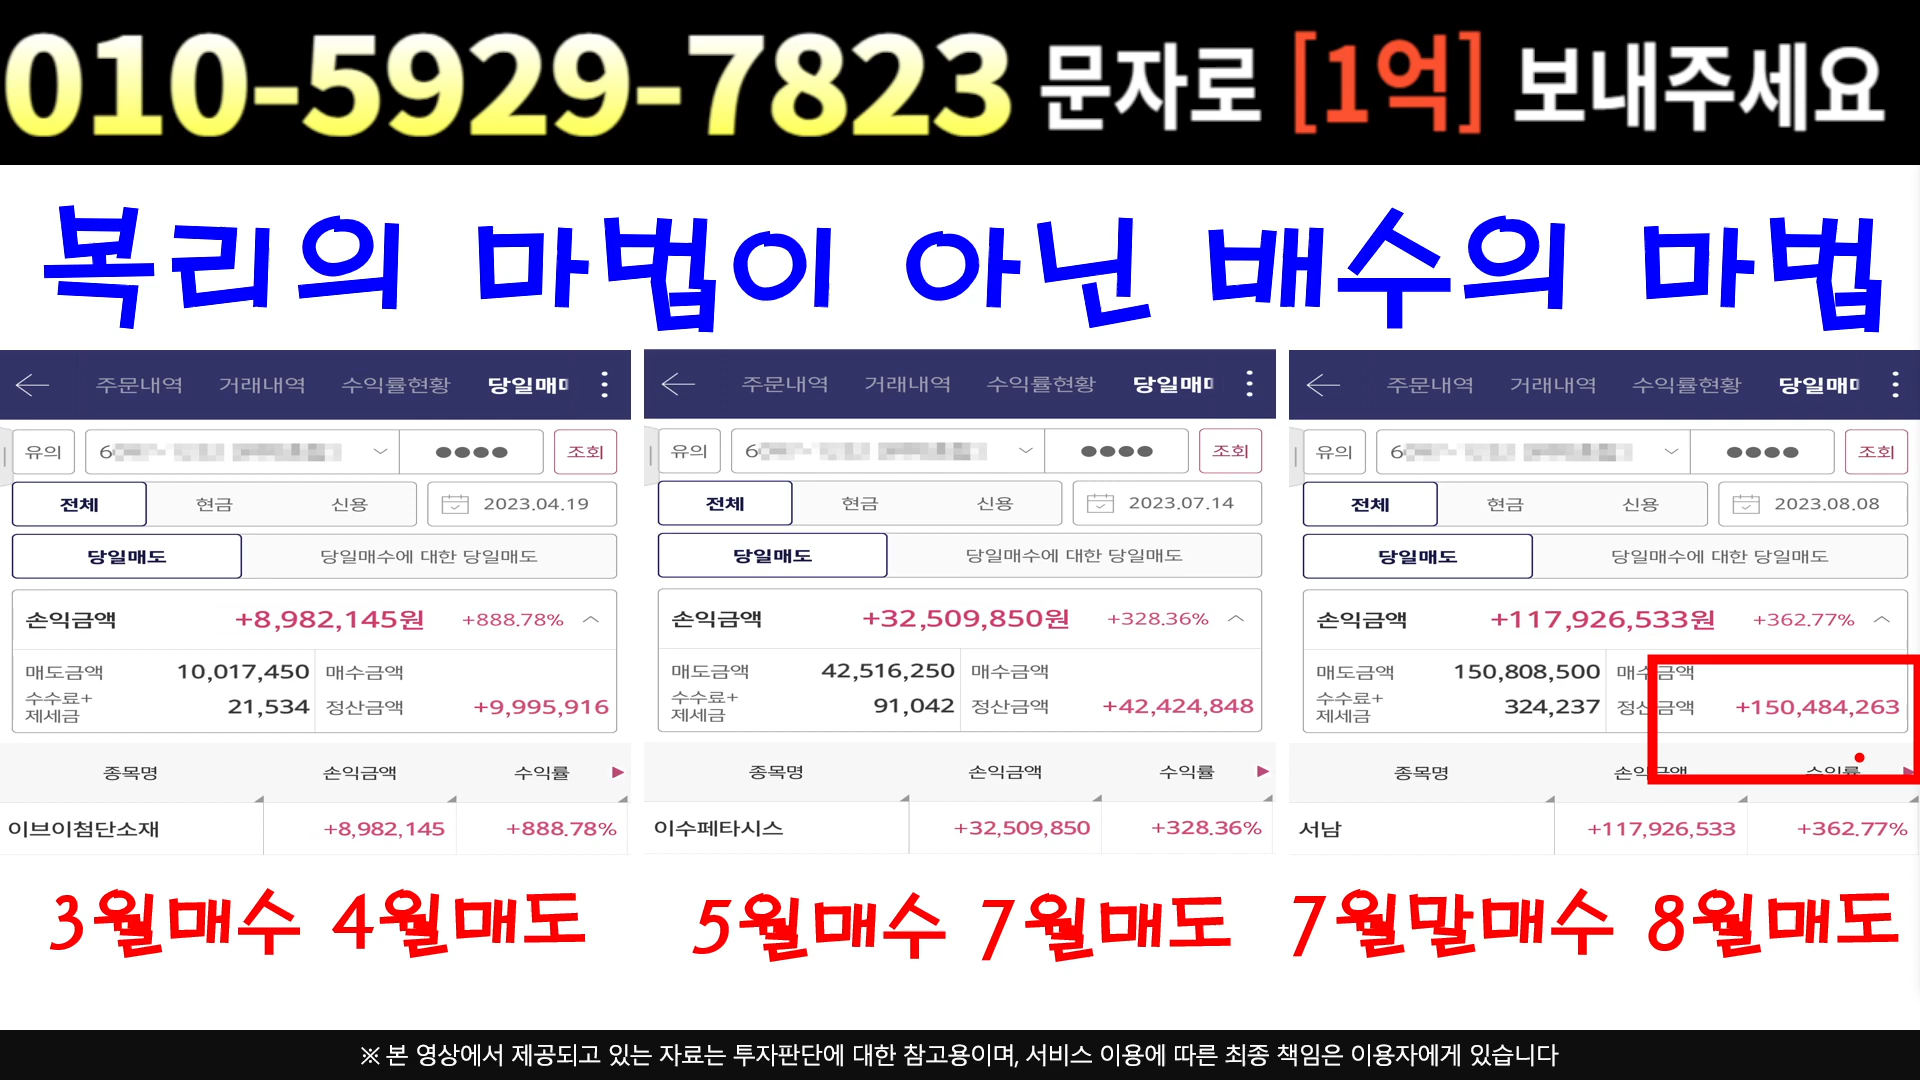 010-5929-7823 문자로 [1억] 보내주세요
복리의 마법이 아닌 배수의 마법
주문내역 거래내역 수익률현황 당일매
유의 6 ●●●● 조회
전체 현금 신용 2023.04.19
당일매도 당일매수에 대한 당일매도
손익금액 +8,982,145원 +888.78%
매도금액 10,017,450 매수금액
수수료+
제세금 21,534 정산금액 +9,995,916
종목명 손익금액 수익률
이브이첨단소재 +8,982,145 +888.78%
3월매수 4월매도
주문내역 거래내역 수익률현황 당일매
유의 6 ●●●● 조회
전체 현금 신용 2023.07.14
당일매도 당일매수에 대한 당일매도
손익금액 +32,509,850원 +328.36%
매도금액 42,516,250 매수금액
수수료+
제세금 91,042 정산금액 +42,424,848
종목명 손익금액 수익률
이수페타시스 +32,509,850 +328.36%
5월매수 7월매도
주문내역 거래내역 수익률현황 당일매
유의 6 ●●●● 조회
전체 현금 신용 2023.08.08
당일매도 당일매수에 대한 당일매도
손익금액 +117,926,533원 +362.77%
매도금액 150,808,500 매수금액
수수료+
제세금 324,237 정산금액 +150,484,263
종목명 손익금액 수익률
서남 +117,926,533 +362.77%
7월말매수 8월매도
※ 본 영상에서 제공되고 있는 자료는 투자판단에 대한 참고용이며, 서비스 이용에 따른 최종 책임은 이용자에게 있습니다